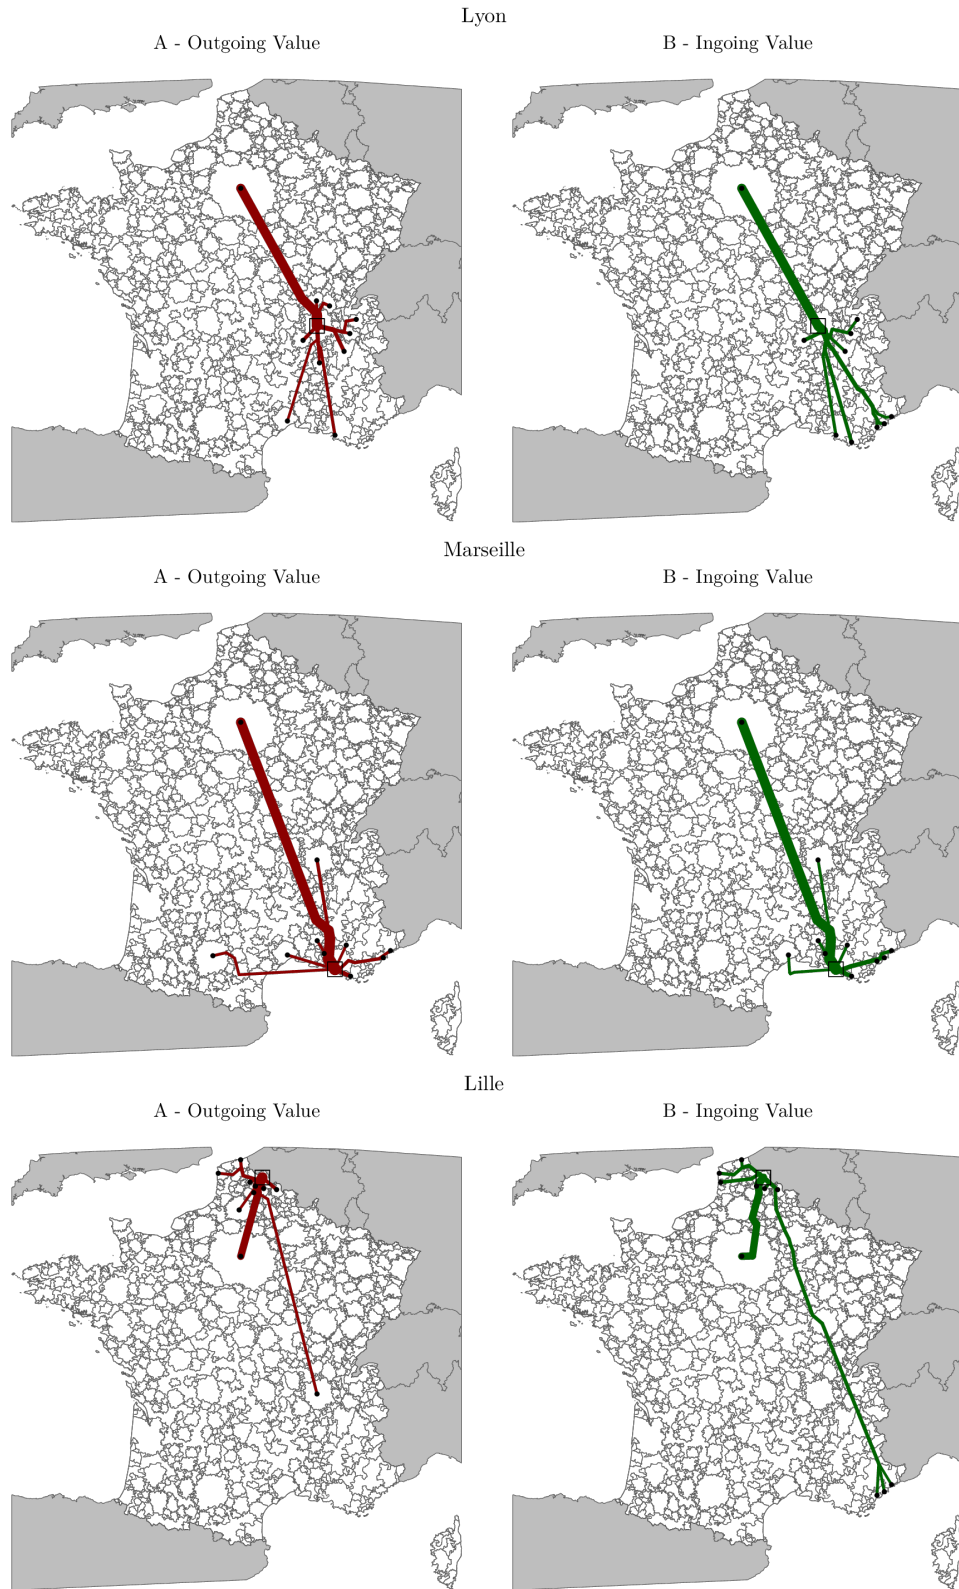 Lyon
A - Outgoing Value
B - Ingoing Value
Marseille
A - Outgoing Value
B - Ingoing Value
Lille
A - Outgoing Value
B - Ingoing Value